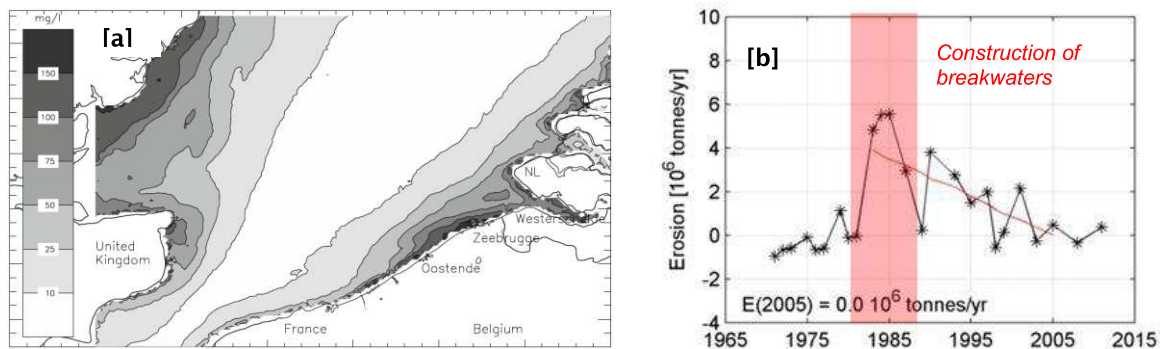 mg/l
[a]
150
100
75
50
25
10
United
Kingdom
NL
Westerschelde
Zeebrugge
Oostende
France
Belgium
[b]
Construction of
breakwaters
Erosion [10⁶ tonnes/yr]
10
8
6
4
2
0
-2
-4
E(2005) = 0.0 10⁶ tonnes/yr
1965
1975
1985
1995
2005
2015